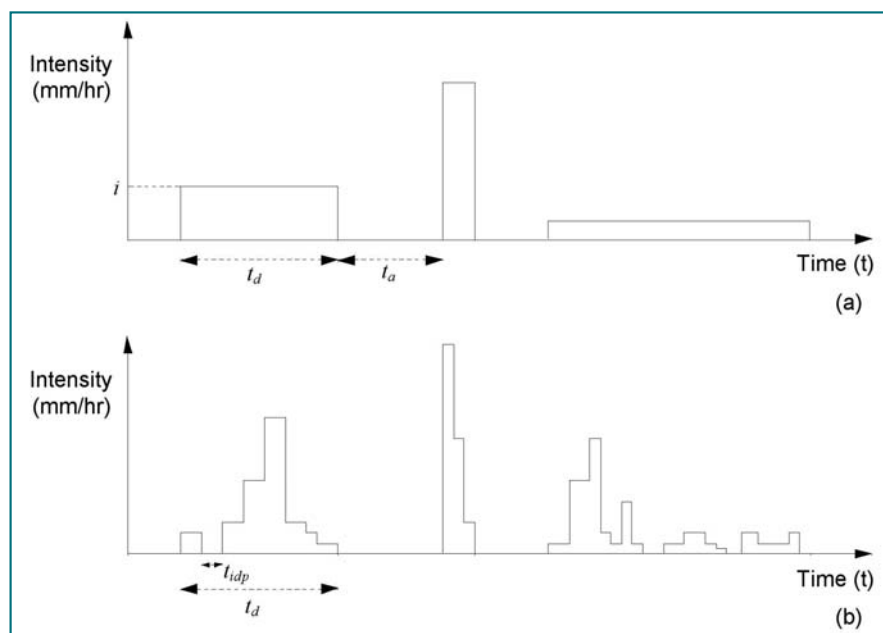 Intensity
(mm/hr)
i
t_d
t_a
Time (t)
(a)
Intensity
(mm/hr)
t_idp
t_d
Time (t)
(b)